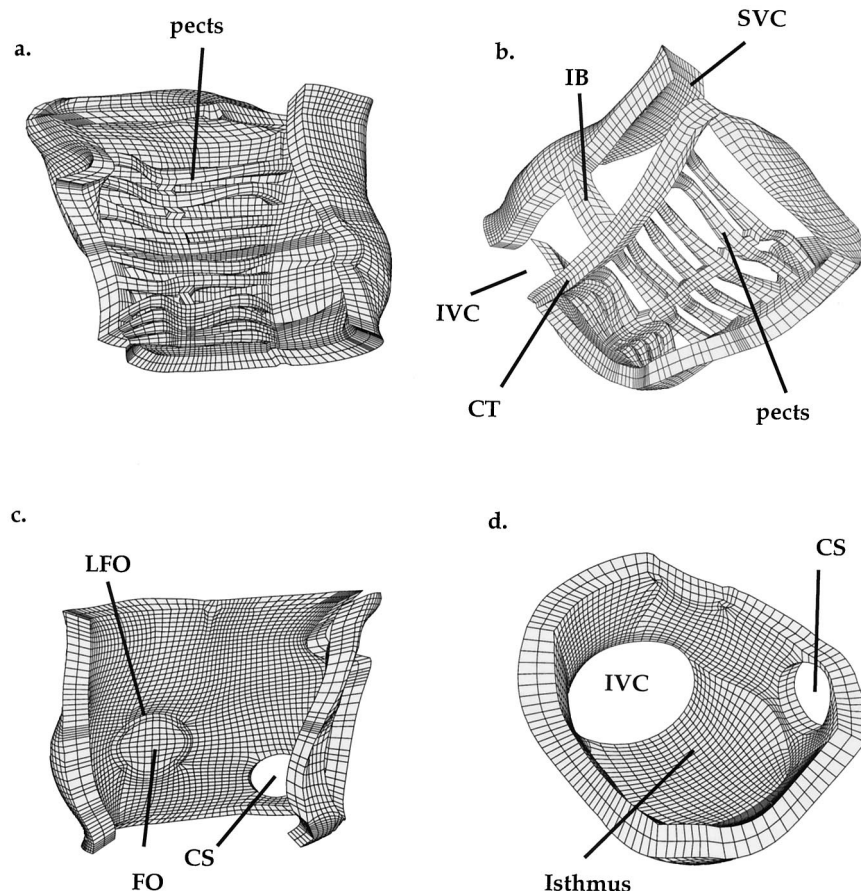 pects
a.
SVC
b.
IB
IVC
CT
pects
c.
LFO
CS
FO
d.
CS
IVC
Isthmus